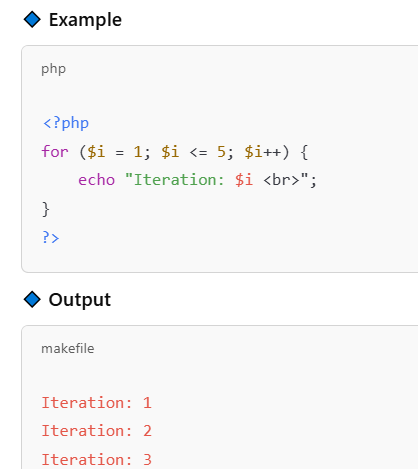 Example
php
<?php
for ($i = 1; $i <= 5; $i++) {
    echo "Iteration: $i <br>";
}
?>
Output
makefile
Iteration: 1
Iteration: 2
Iteration: 3